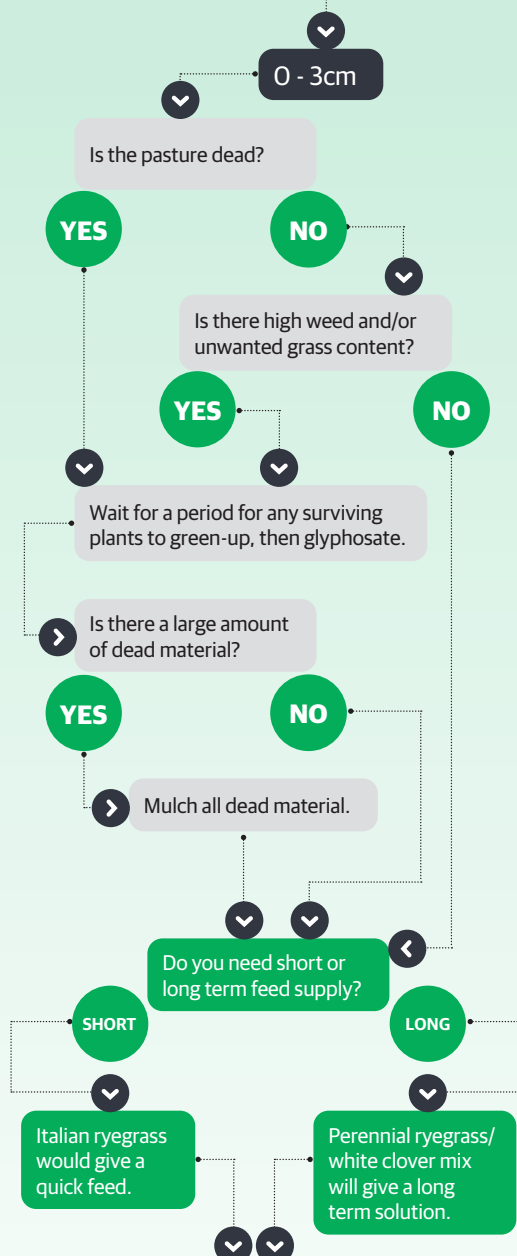 0 - 3cm
Is the pasture dead?
YES
NO
Is there high weed and/or
unwanted grass content?
YES
NO
Wait for a period for any surviving
plants to green-up, then glyphosate.
Is there a large amount
of dead material?
YES
NO
Mulch all dead material.
Do you need short or
long term feed supply?
SHORT
LONG
Italian ryegrass
would give a
quick feed.
Perennial ryegrass/
white clover mix
will give a long
term solution.